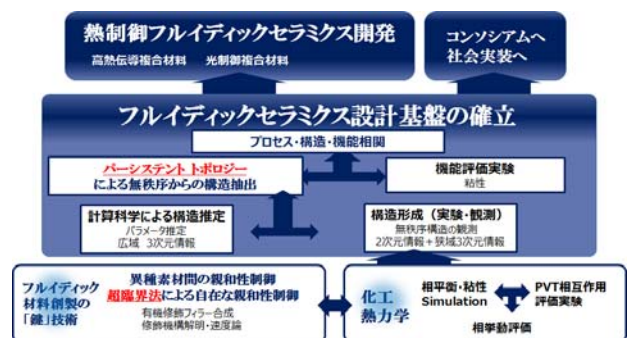 熱制御フルイディックセラミクス開発
高熱伝導複合材料 光制御複合材料
コンソシアムへ
社会実装へ
フルイディックセラミクス設計基盤の確立
プロセス・構造・機能相関
パーシステント トポロジー
による無秩序からの構造抽出
機能評価実験
粘性
計算科学による構造推定
パラメータ推定
広域 3次元情報
構造形成（実験・観測）
無秩序構造の観測
2次元情報＋狭域3次元情報
フルイディック
材料創製の
「鍵」技術
異種素材間の親和性制御
超臨界法による自在な親和性制御
有機修飾フィラー合成
修飾機構解明・速度論
化工
熱力学
相平衡・粘性
Simulation
PVT相互作用
評価実験
相挙動評価